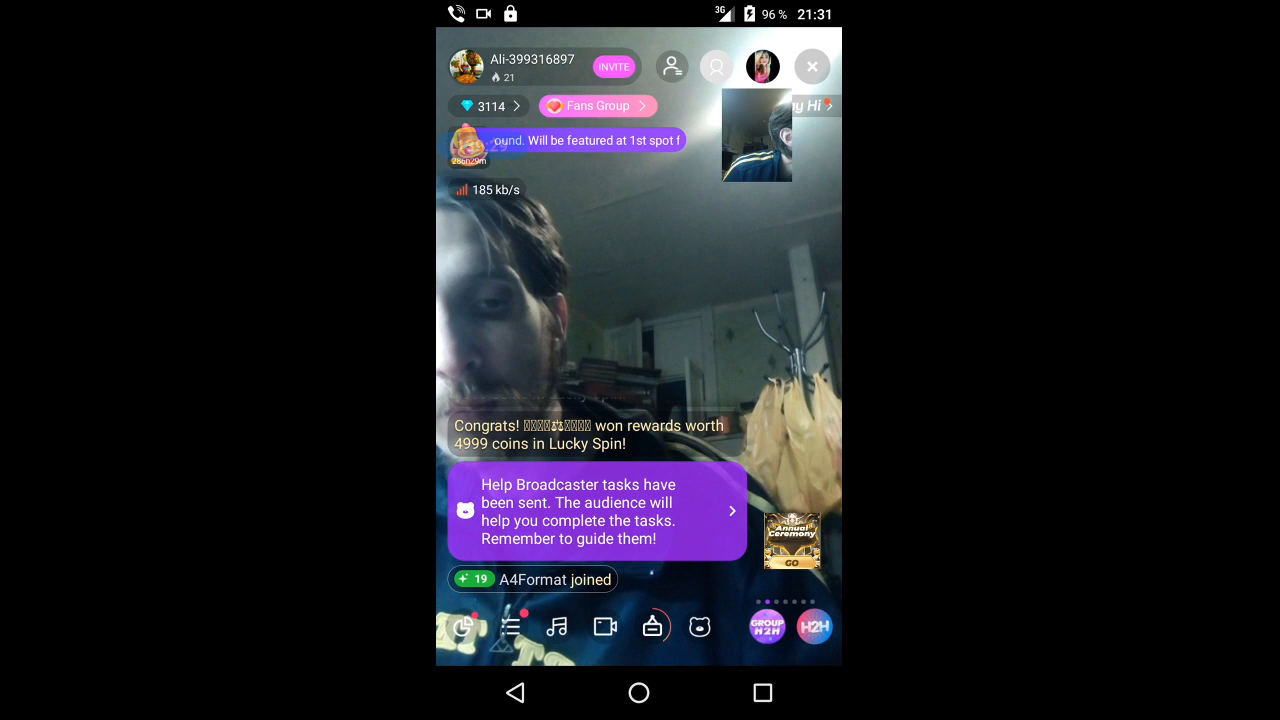 3G 96 % 21:31
Ali-399316897
21
INVITE
3114
Fans Group
y Hi
ound. Will be featured at 1st spot f
286h29m
185 kb/s
Congrats! ⚖ won rewards worth
4999 coins in Lucky Spin!
Help Broadcaster tasks have
been sent. The audience will
help you complete the tasks.
Remember to guide them!
Annual
Ceremony
GO
19 A4Format joined
GROUP
H2H
H2H